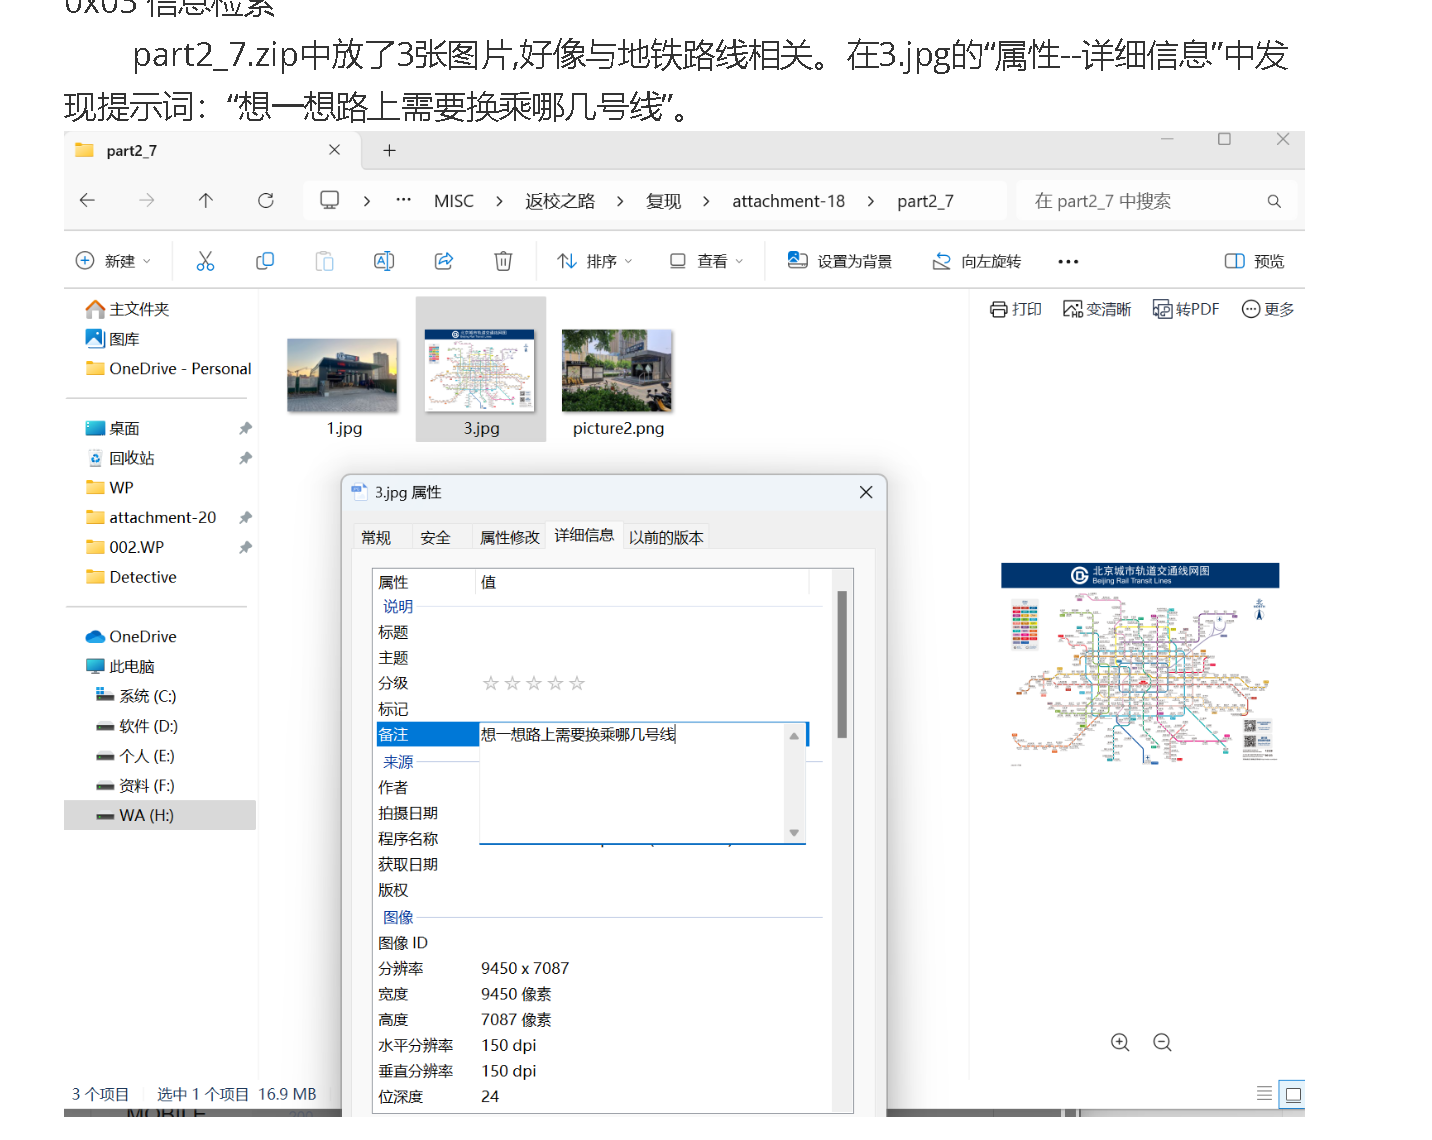 0x03 信息检索
part2_7.zip中放了3张图片,好像与地铁路线相关。在3.jpg的“属性--详细信息”中发
现提示词：“想一想路上需要换乘哪几号线”。
part2_7
MISC > 返校之路 > 复现 > attachment-18 > part2_7
在 part2_7 中搜索
新建
排序
查看
设置为背景
向左旋转
预览
主文件夹
图库
OneDrive - Personal
桌面
回收站
WP
attachment-20
002.WP
Detective
OneDrive
此电脑
系统 (C:)
软件 (D:)
个人 (E:)
资料 (F:)
WA (H:)
1.jpg
3.jpg
picture2.png
打印
变清晰
转PDF
更多
3.jpg 属性
常规 安全 属性修改 详细信息 以前的版本
属性 值
说明
标题
主题
分级 ☆☆☆☆☆
标记
备注 想一想路上需要换乘哪几号线
来源
作者
拍摄日期
程序名称
获取日期
版权
图像
图像 ID
分辨率 9450 x 7087
宽度 9450 像素
高度 7087 像素
水平分辨率 150 dpi
垂直分辨率 150 dpi
位深度 24
北京城市轨道交通线网图
Beijing Rail Transit Lines
3 个项目 选中 1 个项目 16.9 MB
MOBILE